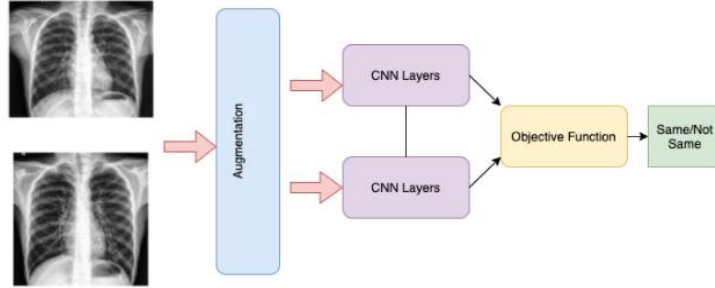 Augmentation
CNN Layers
CNN Layers
Objective Function
Same/Not
Same